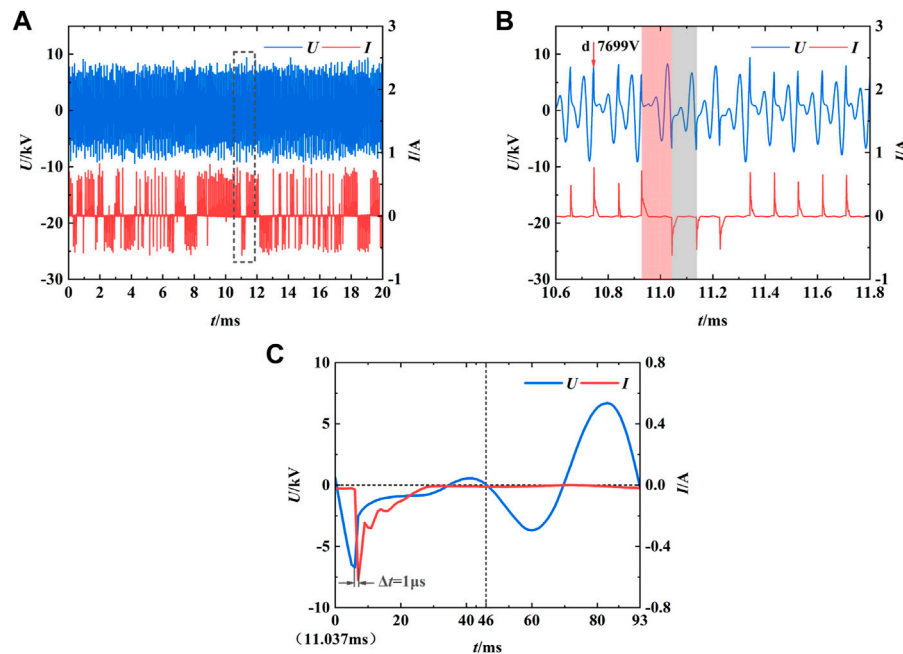 A
U I
10
0
-10
-20
-30
U/kV
3
2
1
0
-1
I/A
0 2 4 6 8 10 12 14 16 18 20
t/ms
B
d 7699V
U I
10
0
-10
-20
-30
U/kV
3
2
1
0
-1
I/A
10.6 10.8 11.0 11.2 11.4 11.6 11.8
t/ms
C
U I
10
5
0
-5
-10
U/kV
0.8
0.4
0.0
-0.4
-0.8
I/A
Δt=1μs
0 20 40 46 60 80 93
(11.037ms)
t/ms